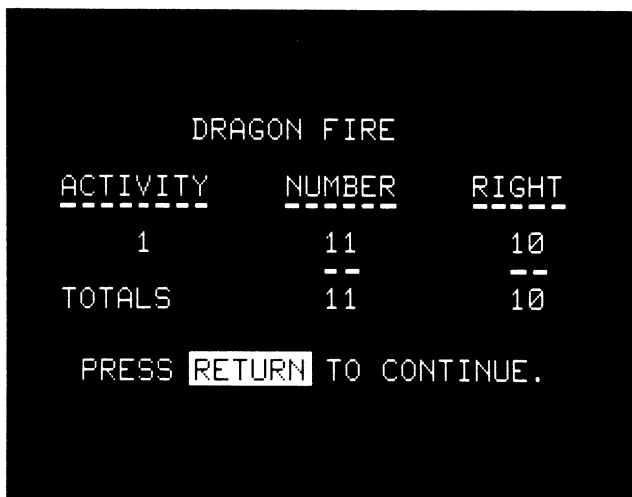 DRAGON FIRE
ACTIVITY NUMBER RIGHT
1 11 10
TOTALS 11 10
PRESS RETURN TO CONTINUE.